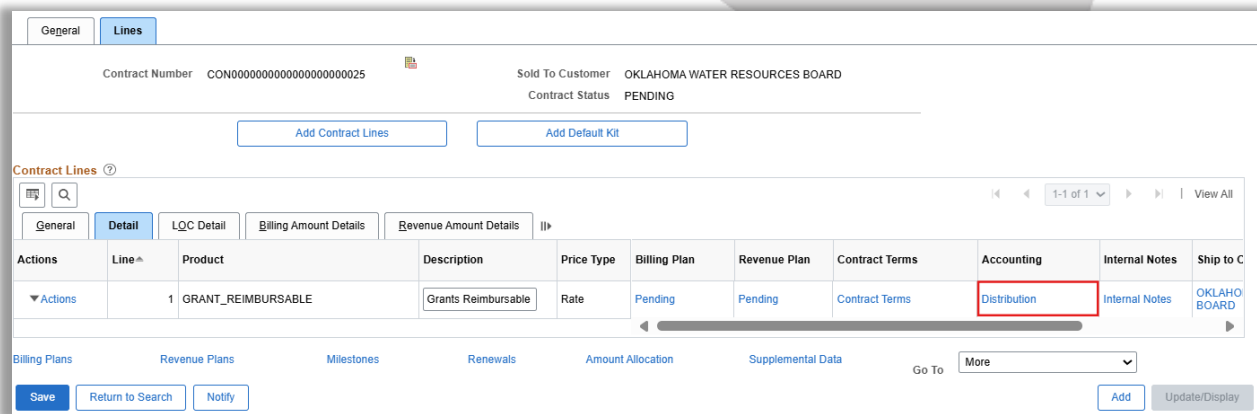 General Lines
Contract Number CON0000000000000000000025 Sold To Customer OKLAHOMA WATER RESOURCES BOARD
Contract Status PENDING
Add Contract Lines Add Default Kit
Contract Lines ?
1-1 of 1 | View All
General Detail LOC Detail Billing Amount Details Revenue Amount Details
Actions Line Product Description Price Type Billing Plan Revenue Plan Contract Terms Accounting Internal Notes Ship to C
Actions 1 GRANT_REIMBURSABLE Grants Reimbursable Rate Pending Pending Contract Terms Distribution Internal Notes OKLAHO
BOARD
Billing Plans Revenue Plans Milestones Renewals Amount Allocation Supplemental Data Go To More
Save Return to Search Notify Add Update/Display